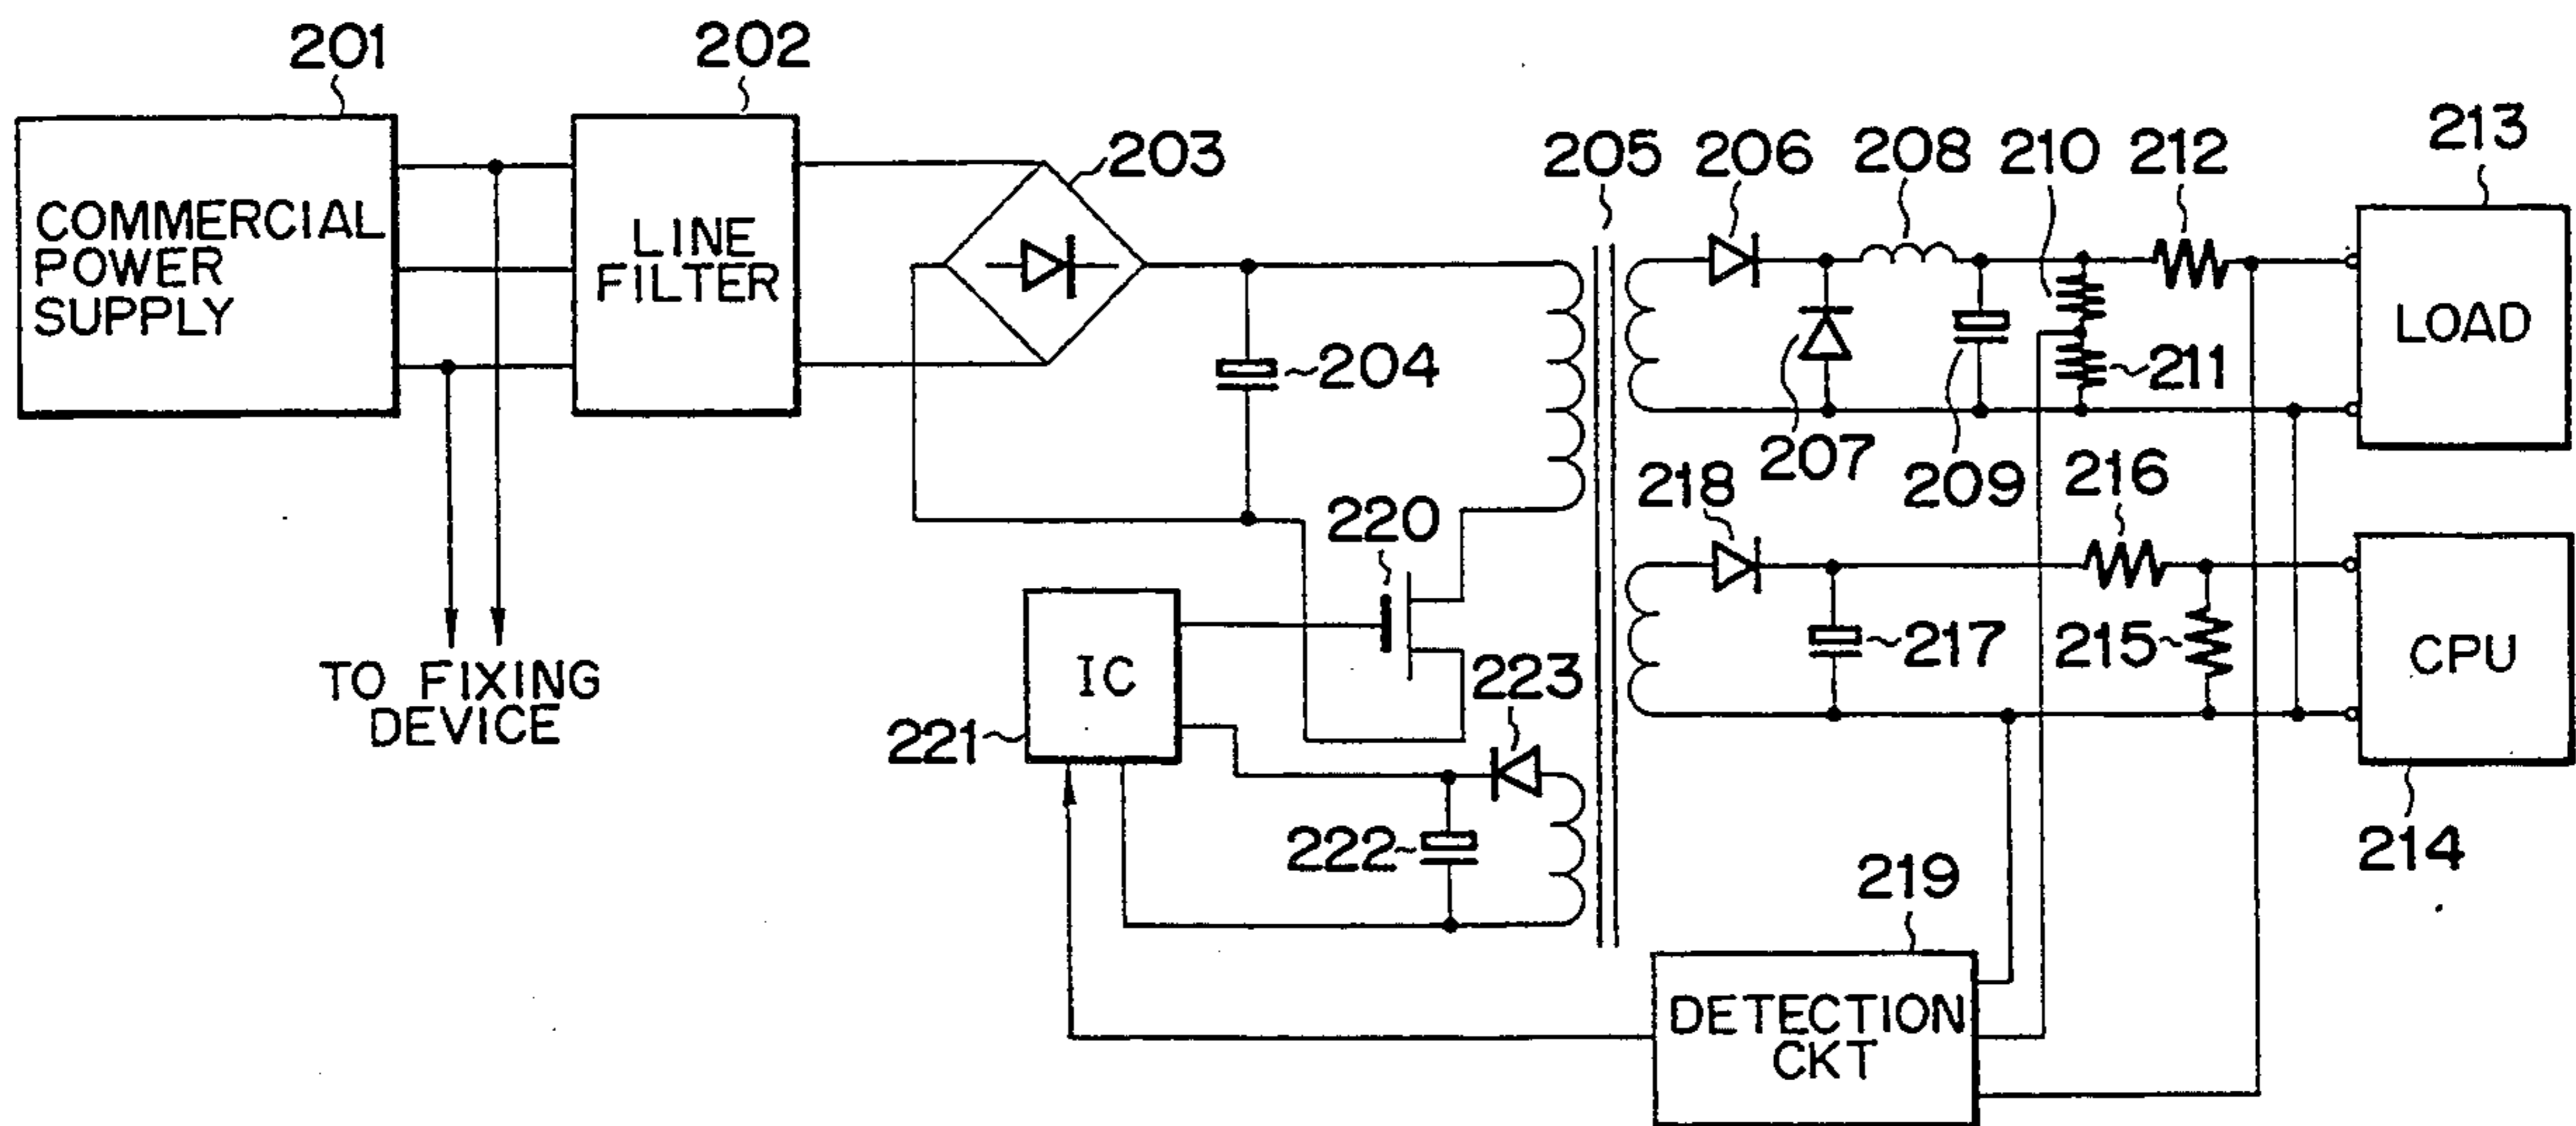 201
202
203
205
206
208
210
212
213
COMMERCIAL
POWER
SUPPLY
LINE
FILTER
204
207
209
211
LOAD
218
216
220
IC
221
223
217
215
CPU
TO FIXING
DEVICE
222
219
214
DETECTION
CKT